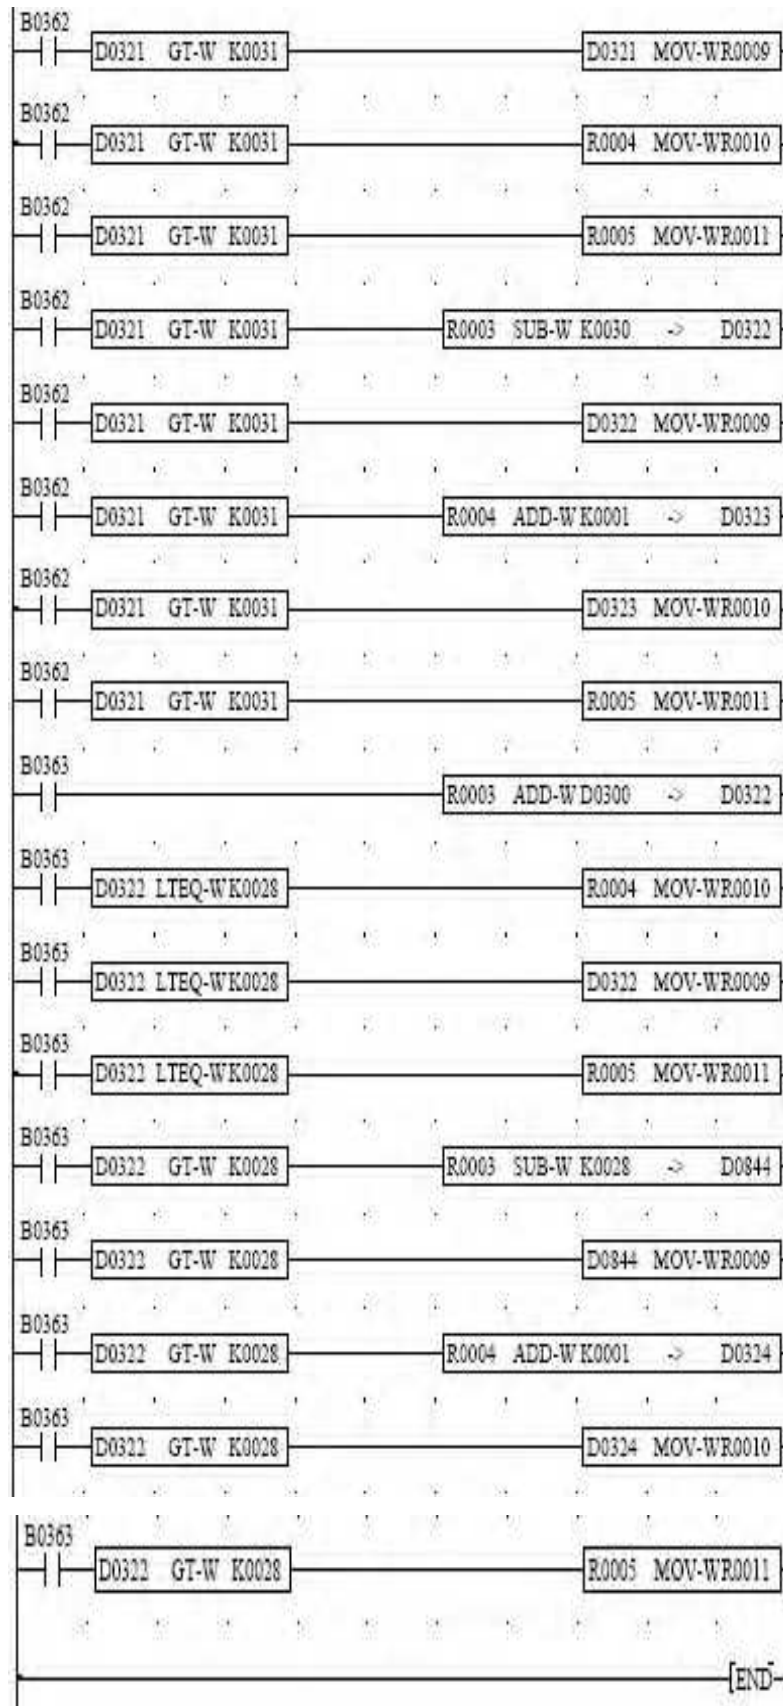 B0362
D0321 GT-W K0031 D0321 MOV-WR0009
B0362
D0321 GT-W K0031 R0004 MOV-WR0010
B0362
D0321 GT-W K0031 R0005 MOV-WR0011
B0362
D0321 GT-W K0031 R0003 SUB-W K0030 -> D0322
B0362
D0321 GT-W K0031 D0322 MOV-WR0009
B0362
D0321 GT-W K0031 R0004 ADD-WK0001 -> D0323
B0362
D0321 GT-W K0031 D0323 MOV-WR0010
B0362
D0321 GT-W K0031 R0005 MOV-WR0011
B0363
R0003 ADD-WD0300 -> D0322
B0363
D0322 LTEQ-WK0028 R0004 MOV-WR0010
B0363
D0322 LTEQ-WK0028 D0322 MOV-WR0009
B0363
D0322 LTEQ-WK0028 R0005 MOV-WR0011
B0363
D0322 GT-W K0028 R0003 SUB-W K0028 -> D0844
B0363
D0322 GT-W K0028 D0844 MOV-WR0009
B0363
D0322 GT-W K0028 R0004 ADD-WK0001 -> D0324
B0363
D0322 GT-W K0028 D0324 MOV-WR0010
B0363
D0322 GT-W K0028 R0005 MOV-WR0011
[END-